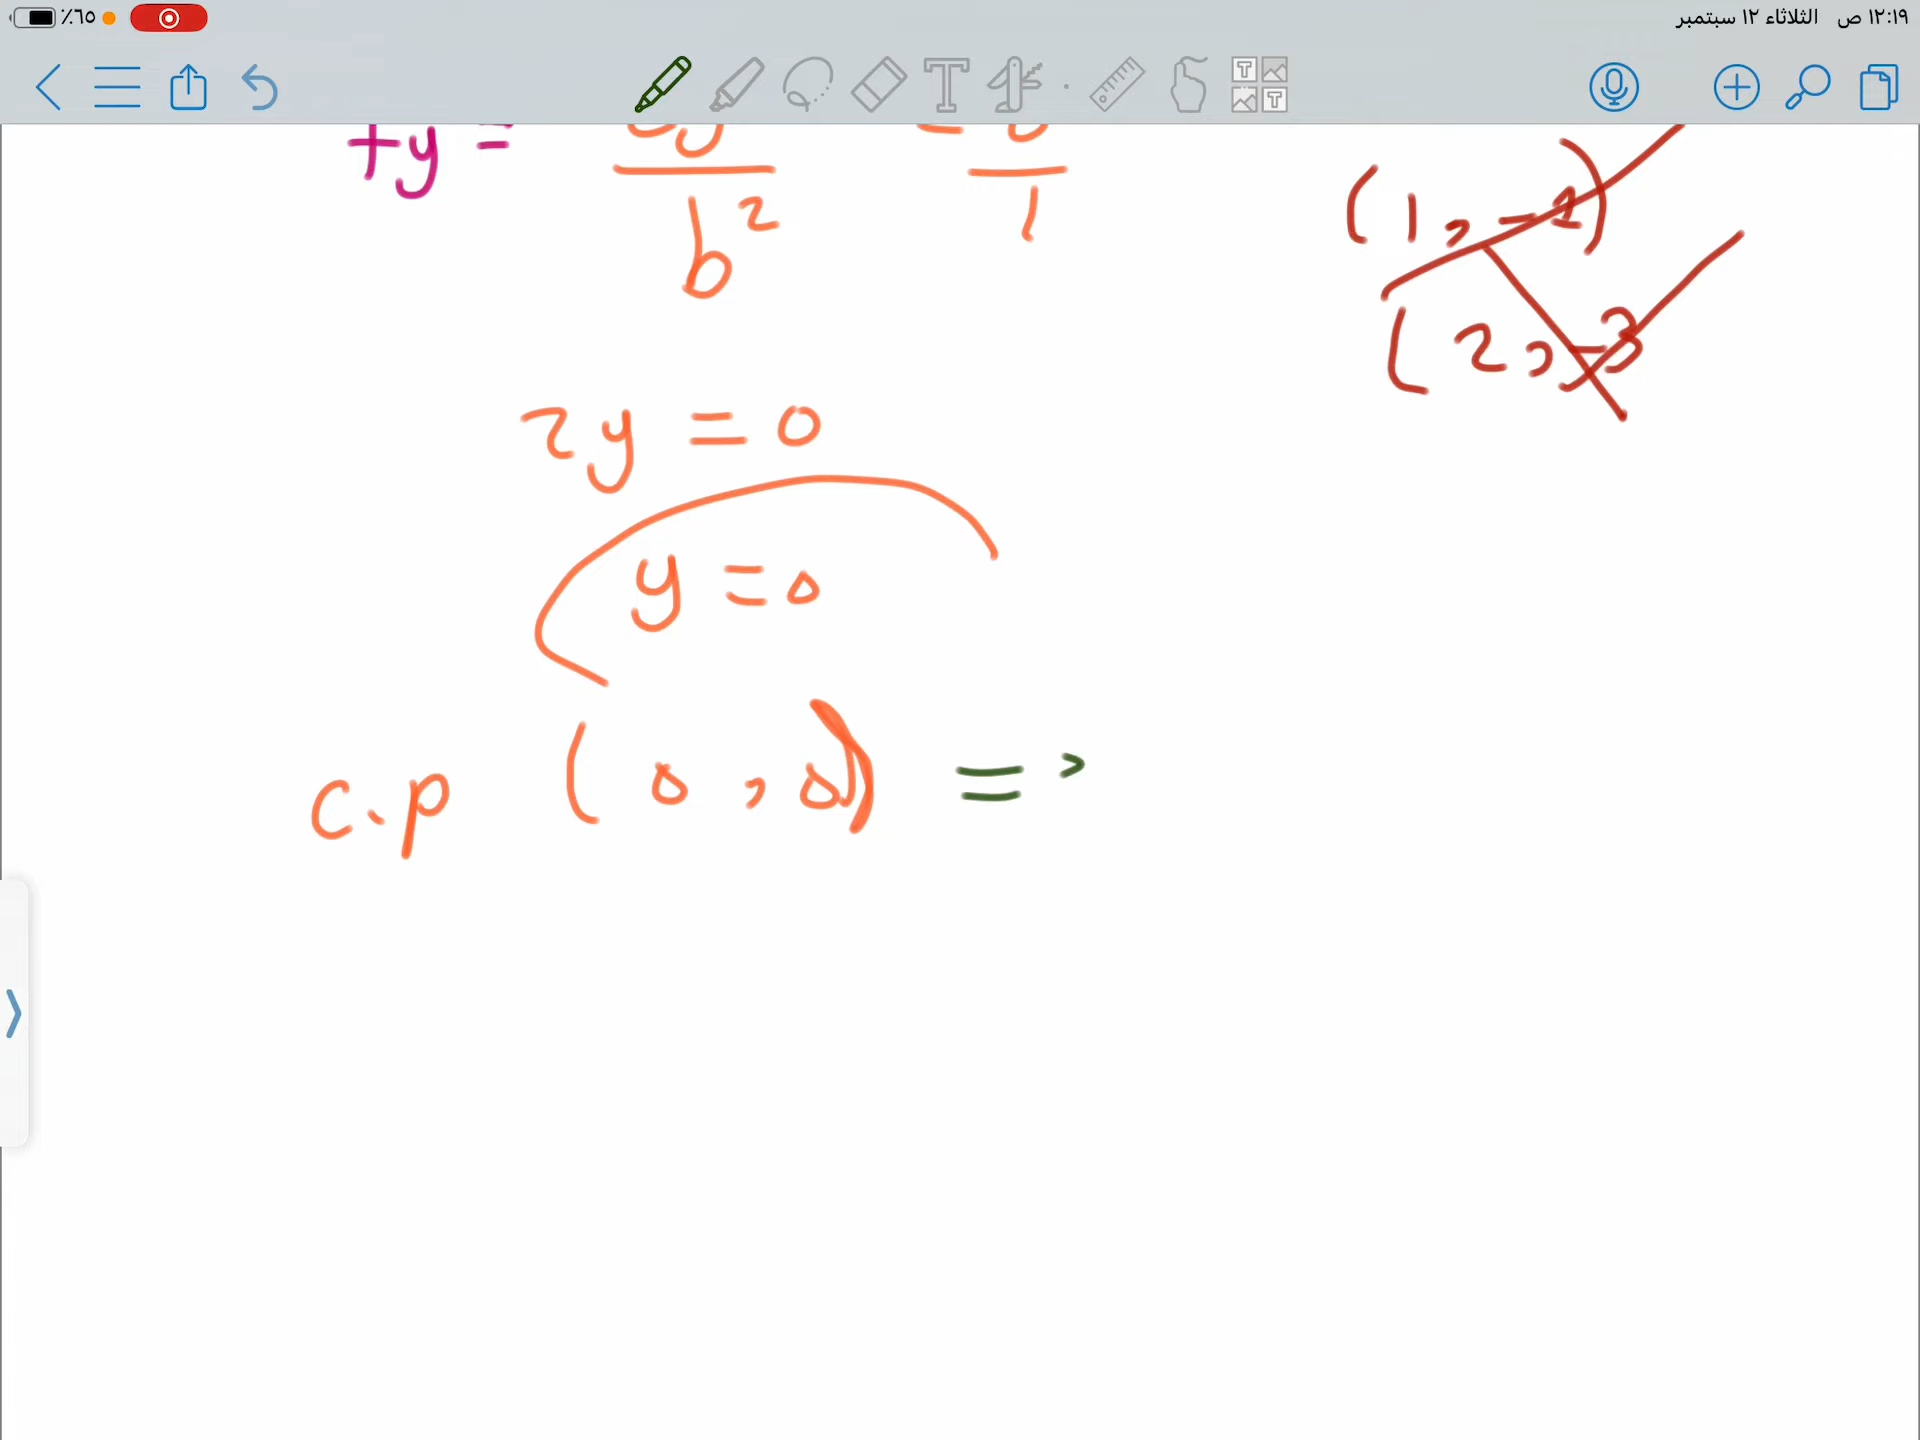 ٪٦٥
١٢:١٩ ص الثلاثاء ١٢ سبتمبر
+y =
b²
1
(1, -1)
(2, -3
2y = 0
y = 0
c.p (0, 0) =